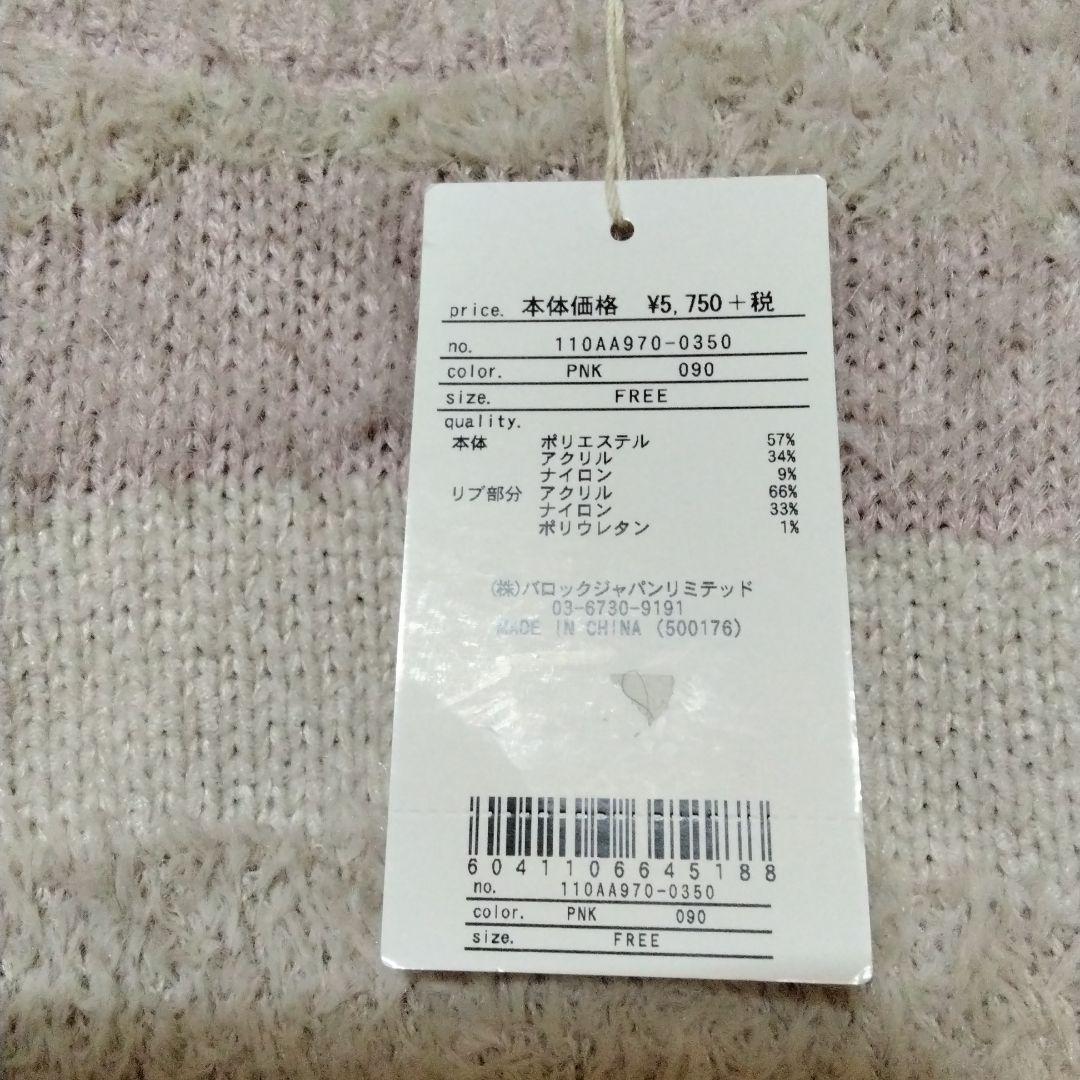 price. 本体価格 ¥5,750+税
no. 110AA970-0350
color. PNK 090
size. FREE
quality.
本体 ポリエステル 57%
アクリル 34%
ナイロン 9%
リブ部分 アクリル 66%
ナイロン 33%
ポリウレタン 1%
(株)バロックジャパンリミテッド
03-6730-9191
MADE IN CHINA (500176)
6041106645188
no. 110AA970-0350
color. PNK 090
size. FREE